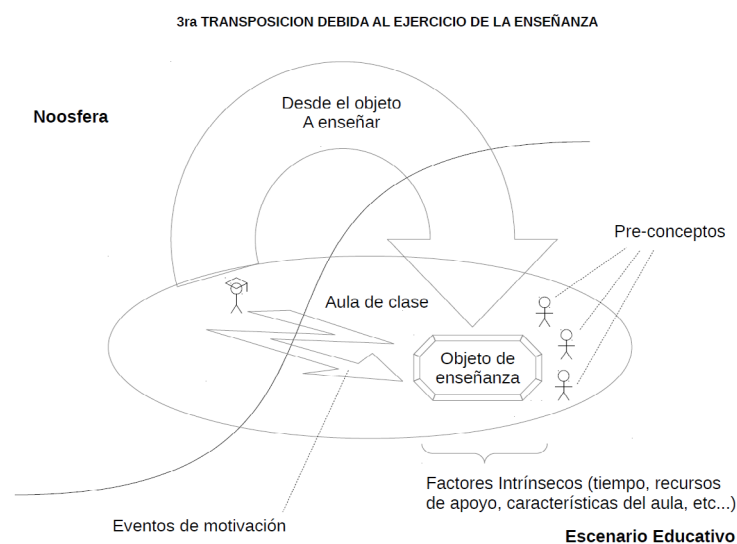 3ra TRANSPOSICION DEBIDA AL EJERCICIO DE LA ENSEÑANZA
Desde el objeto
A enseñar
Noosfera
Pre-conceptos
Aula de clase
Objeto de
enseñanza
Factores Intrínsecos (tiempo, recursos
de apoyo, características del aula, etc...)
Eventos de motivación
Escenario Educativo